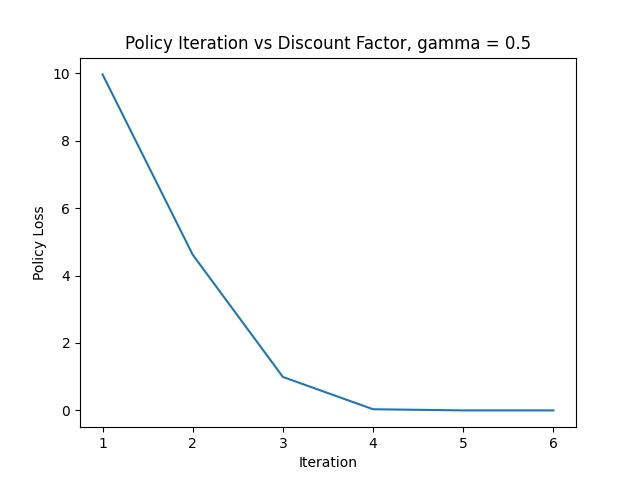 Policy Iteration vs Discount Factor, gamma = 0.5
10
8
6
4
2
0
Policy Loss
1 2 3 4 5 6
Iteration